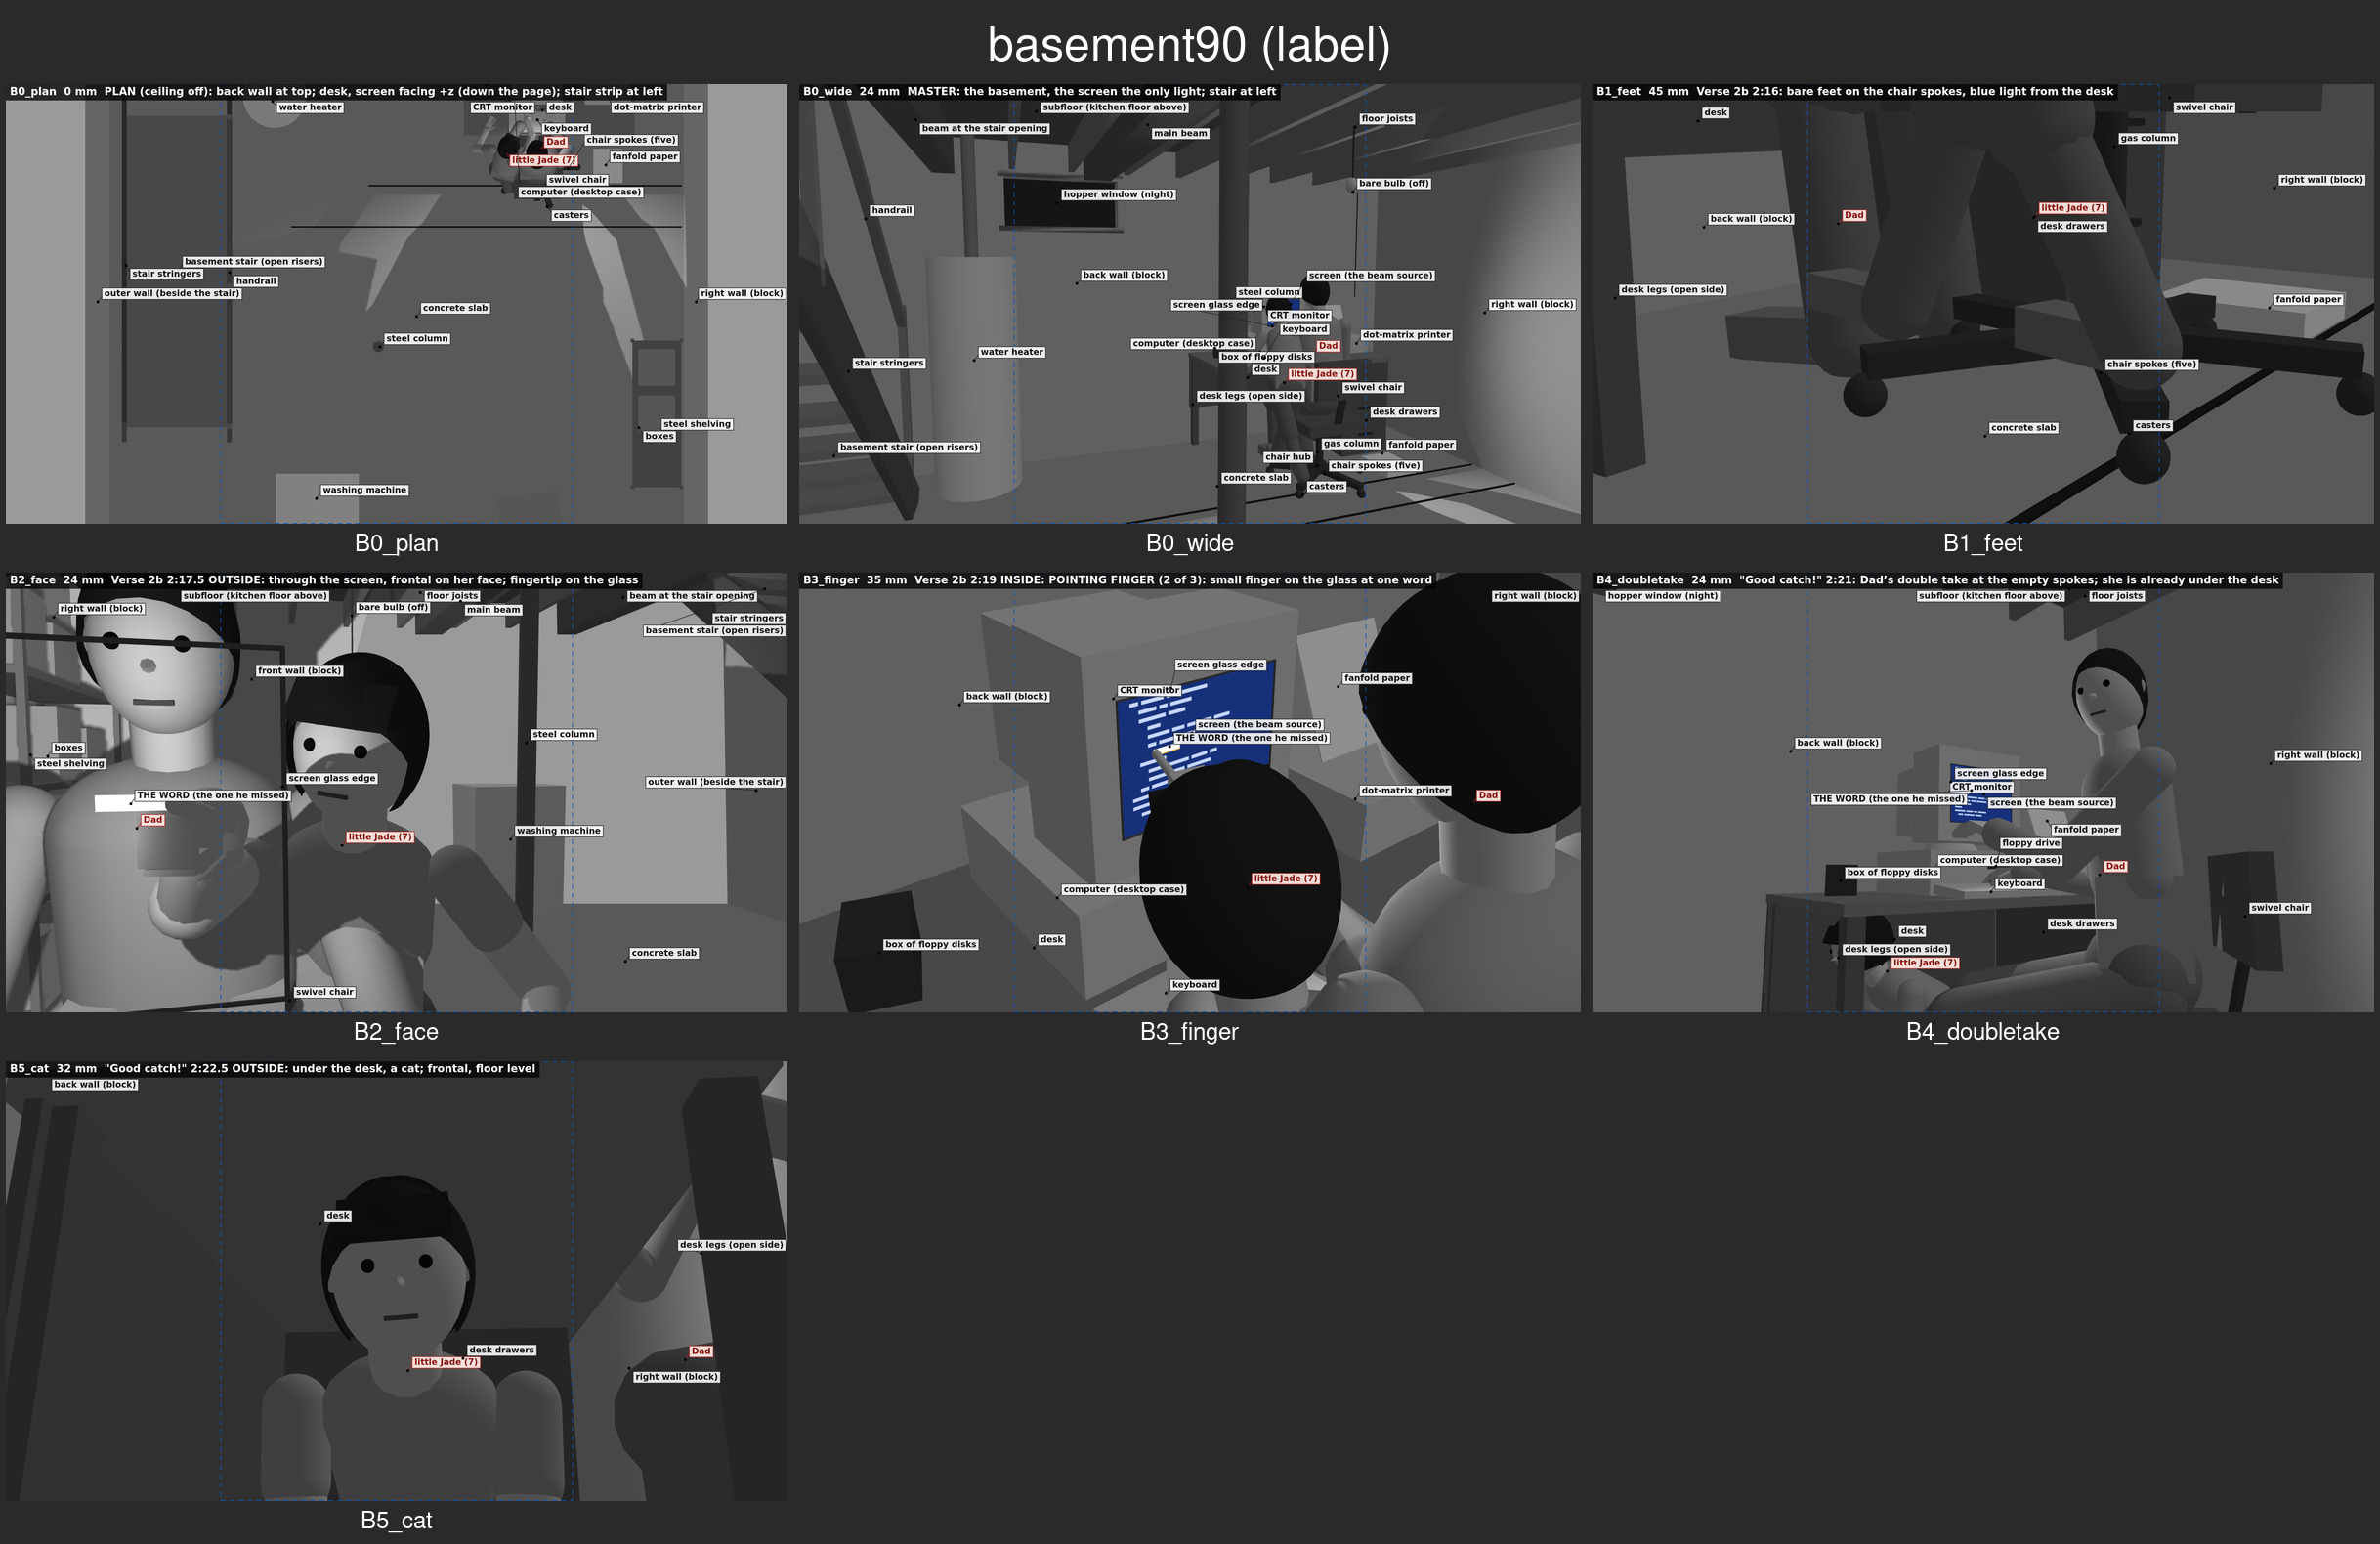 basement90 (label)
B0_plan 0 mm PLAN (ceiling off): back wall at top; desk, screen facing +z (down the page); stair strip at left
water heater
CRT monitor
desk
dot-matrix printer
keyboard
Dad
chair spokes (five)
little Jade (7)
fanfold paper
swivel chair
computer (desktop case)
casters
basement stair (open risers)
stair stringers
handrail
outer wall (beside the stair)
right wall (block)
concrete slab
steel column
steel shelving
boxes
washing machine
B0_plan
B0_wide 24 mm MASTER: the basement, the screen the only light; stair at left
subfloor (kitchen floor above)
beam at the stair opening
main beam
floor joists
bare bulb (off)
hopper window (night)
handrail
back wall (block)
screen (the beam source)
steel column
screen glass edge
right wall (block)
CRT monitor
keyboard
dot-matrix printer
computer (desktop case)
Dad
water heater
box of floppy disks
stair stringers
desk
little Jade (7)
swivel chair
desk legs (open side)
desk drawers
basement stair (open risers)
gas column
fanfold paper
chair hub
chair spokes (five)
concrete slab
casters
B0_wide
B1_feet 45 mm Verse 2b 2:16: bare feet on the chair spokes, blue light from the desk
swivel chair
desk
gas column
right wall (block)
little Jade (7)
Dad
back wall (block)
desk drawers
desk legs (open side)
fanfold paper
chair spokes (five)
casters
concrete slab
B1_feet
B2_face 24 mm Verse 2b 2:17.5 OUTSIDE: through the screen, frontal on her face; fingertip on the glass
subfloor (kitchen floor above)
floor joists
beam at the stair opening
right wall (block)
bare bulb (off)
main beam
stair stringers
basement stair (open risers)
front wall (block)
steel column
boxes
steel shelving
screen glass edge
outer wall (beside the stair)
THE WORD (the one he missed)
Dad
little Jade (7)
washing machine
concrete slab
swivel chair
B2_face
B3_finger 35 mm Verse 2b 2:19 INSIDE: POINTING FINGER (2 of 3): small finger on the glass at one word
right wall (block)
screen glass edge
fanfold paper
CRT monitor
back wall (block)
screen (the beam source)
THE WORD (the one he missed)
dot-matrix printer
Dad
little Jade (7)
computer (desktop case)
desk
box of floppy disks
keyboard
B3_finger
B4_doubletake 24 mm "Good catch!" 2:21: Dad's double take at the empty spokes; she is already under the desk
hopper window (night)
subfloor (kitchen floor above)
floor joists
back wall (block)
right wall (block)
screen glass edge
CRT monitor
THE WORD (the one he missed)
screen (the beam source)
fanfold paper
floppy drive
computer (desktop case)
Dad
box of floppy disks
keyboard
swivel chair
desk drawers
desk
desk legs (open side)
little Jade (7)
B4_doubletake
B5_cat 32 mm "Good catch!" 2:22.5 OUTSIDE: under the desk, a cat; frontal, floor level
back wall (block)
desk
desk legs (open side)
desk drawers
Dad
little Jade (7)
right wall (block)
B5_cat